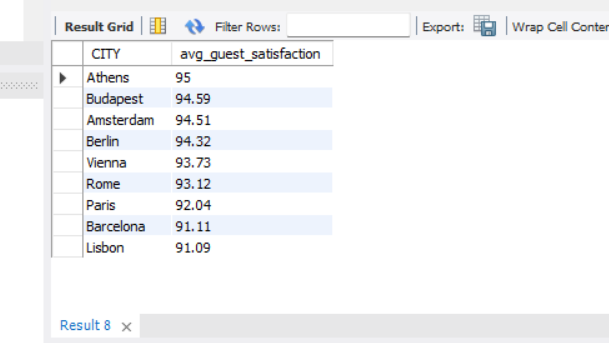 Result Grid Filter Rows: Export: Wrap Cell Conten
CITY avg_guest_satisfaction
Athens 95
Budapest 94.59
Amsterdam 94.51
Berlin 94.32
Vienna 93.73
Rome 93.12
Paris 92.04
Barcelona 91.11
Lisbon 91.09
Result 8